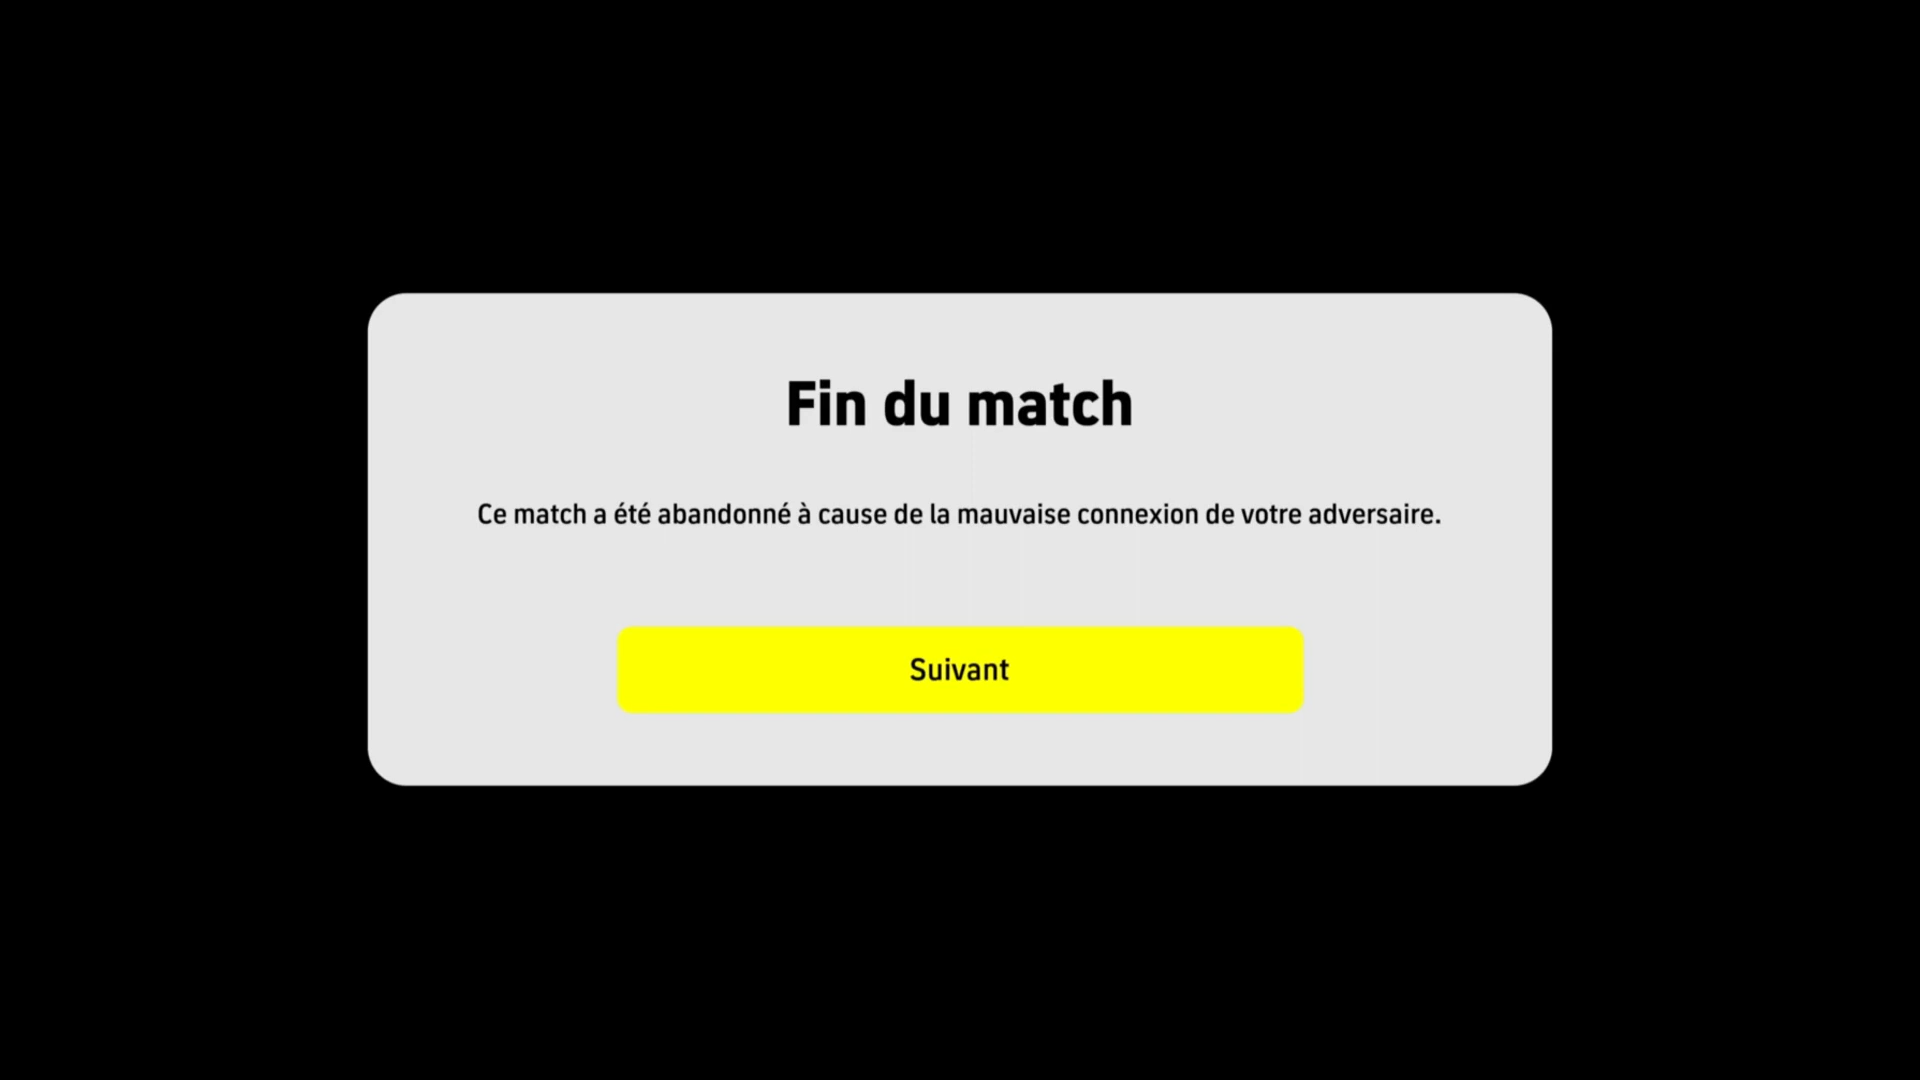 Fin du match
Ce match a été abandonné à cause de la mauvaise connexion de votre adversaire.
Suivant